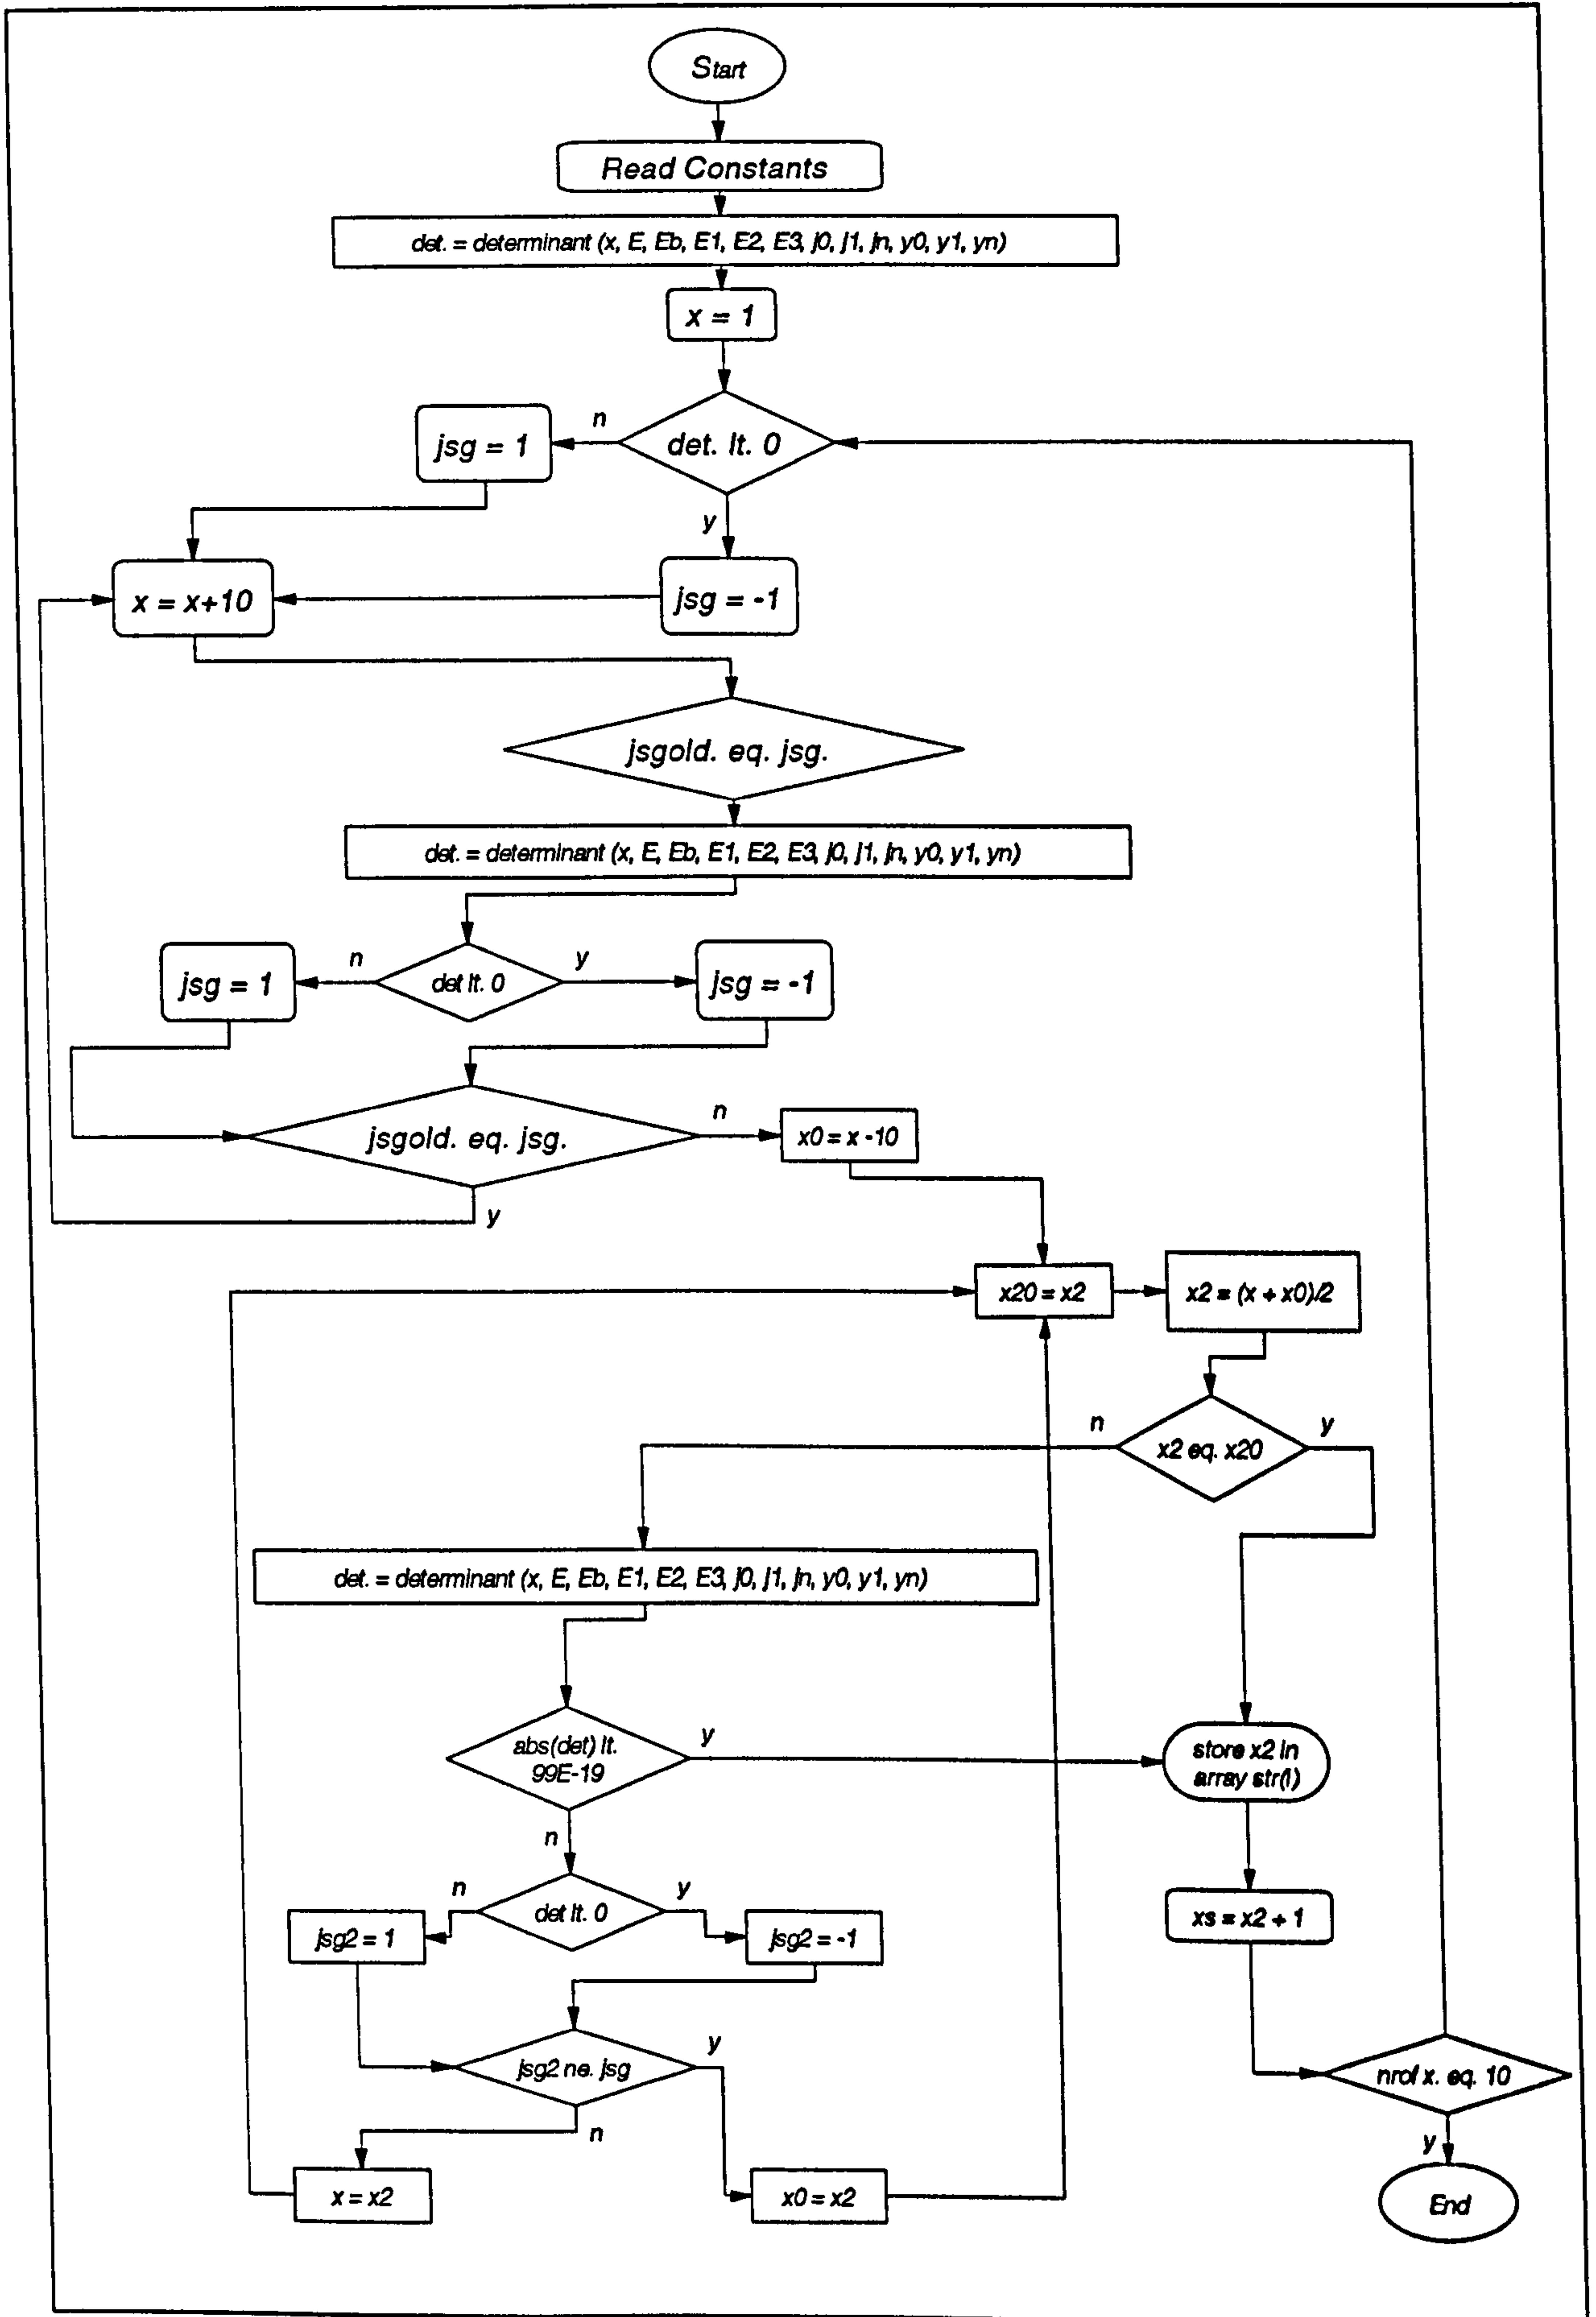 Start
Read Constants
det. = determinant (x, E, Eb, E1, E2, E3, j0, j1, jn, y0, y1, yn)
x = 1
n
jsg = 1
det. lt. 0
y
x = x+10
jsg = -1
jsgold. eq. jsg.
det. = determinant (x, E, Eb, E1, E2, E3, j0, j1, jn, y0, y1, yn)
n
y
jsg = 1
det lt. 0
jsg = -1
n
jsgold. eq. jsg.
x0 = x -10
y
x20 = x2
x2 = (x + x0)/2
n
y
x2 eq. x20
det. = determinant (x, E, Eb, E1, E2, E3, j0, j1, jn, y0, y1, yn)
abs(det) lt.
99E-19
y
store x2 in
array str(i)
n
n
y
det lt. 0
jsg2 = 1
jsg2 = -1
xs = x2 + 1
y
jsg2 ne. jsg
n
nrof x. eq. 10
y
x = x2
x0 = x2
End